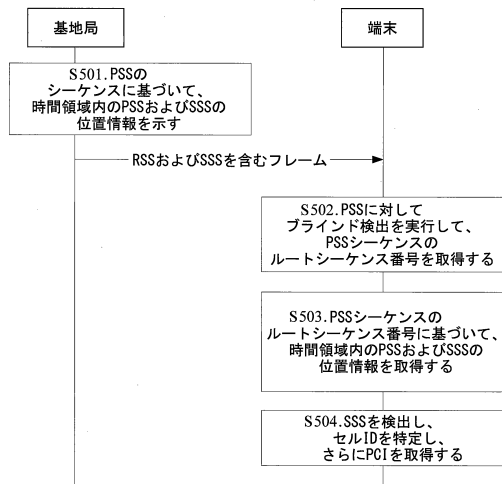 基地局
端末
S501.PSSの
シーケンスに基づいて、
時間領域内のPSSおよびSSSの
位置情報を示す
RSSおよびSSSを含むフレーム
S502.PSSに対して
ブラインド検出を実行して、
PSSシーケンスの
ルートシーケンス番号を取得する
S503.PSSシーケンスの
ルートシーケンス番号に基づいて、
時間領域内のPSSおよびSSSの
位置情報を取得する
S504.SSSを検出し、
セルIDを特定し、
さらにPCIを取得する